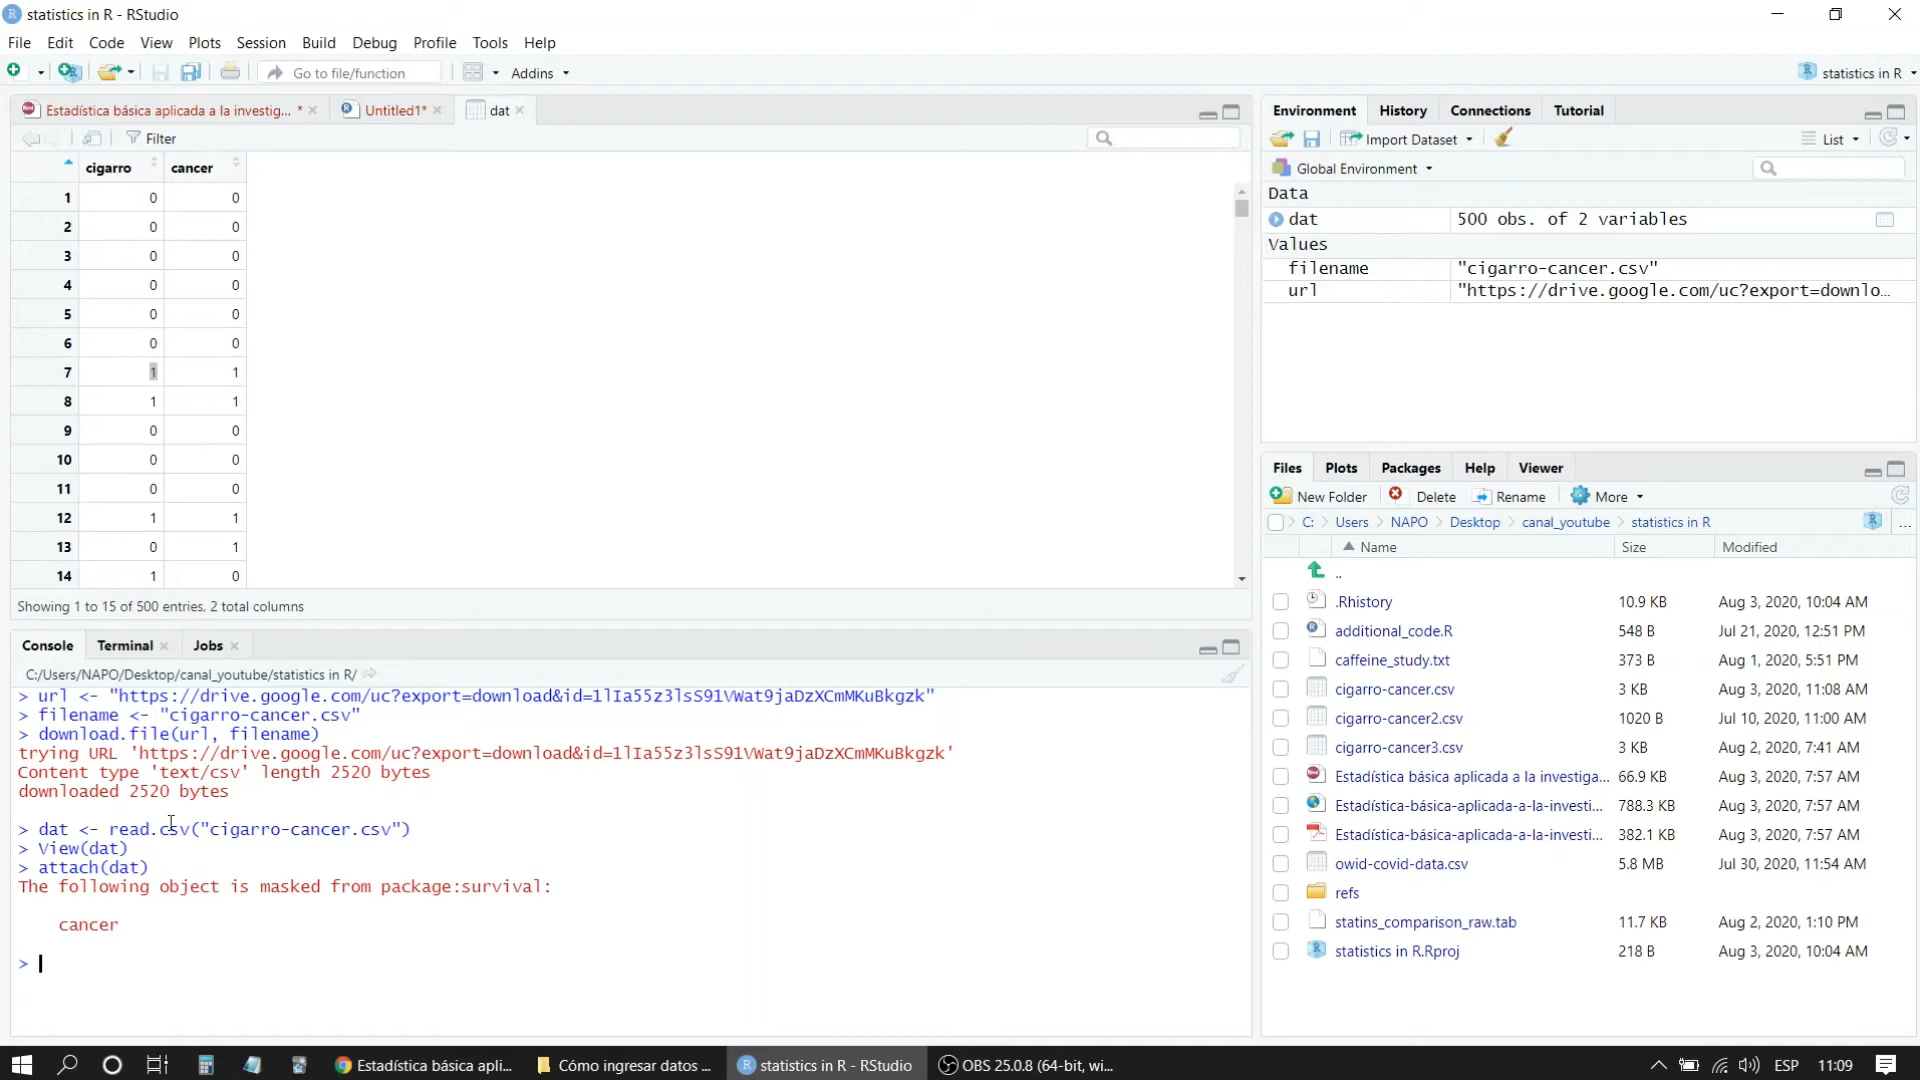 statistics in R - RStudio
File Edit Code View Plots Session Build Debug Profile Tools Help
Go to file/function Addins statistics in R
Estadística básica aplicada a la investig... * Untitled1* dat
Filter
cigarro cancer
1 0 0
2 0 0
3 0 0
4 0 0
5 0 0
6 0 0
7 1 1
8 1 1
9 0 0
10 0 0
11 0 0
12 1 1
13 0 1
14 1 0
Showing 1 to 15 of 500 entries, 2 total columns
Console Terminal Jobs
C:/Users/NAPO/Desktop/canal_youtube/statistics in R/
> url <- "https://drive.google.com/uc?export=download&id=1lIa55z3lsS91VWat9jaDzXCmMKuBkgzk"
> filename <- "cigarro-cancer.csv"
> download.file(url, filename)
trying URL 'https://drive.google.com/uc?export=download&id=1lIa55z3lsS91VWat9jaDzXCmMKuBkgzk'
Content type 'text/csv' length 2520 bytes
downloaded 2520 bytes
> dat <- read.csv("cigarro-cancer.csv")
> View(dat)
> attach(dat)
The following object is masked from package:survival:
cancer
>
Environment History Connections Tutorial
Import Dataset List
Global Environment
Data
dat 500 obs. of 2 variables
Values
filename "cigarro-cancer.csv"
url "https://drive.google.com/uc?export=downlo...
Files Plots Packages Help Viewer
New Folder Delete Rename More
C: Users NAPO Desktop canal_youtube statistics in R ...
Name Size Modified
..
.Rhistory 10.9 KB Aug 3, 2020, 10:04 AM
additional_code.R 548 B Jul 21, 2020, 12:51 PM
caffeine_study.txt 373 B Aug 1, 2020, 5:51 PM
cigarro-cancer.csv 3 KB Aug 3, 2020, 11:08 AM
cigarro-cancer2.csv 1020 B Jul 10, 2020, 11:00 AM
cigarro-cancer3.csv 3 KB Aug 2, 2020, 7:41 AM
Estadística básica aplicada a la investiga... 66.9 KB Aug 3, 2020, 7:57 AM
Estadística-básica-aplicada-a-la-investi... 788.3 KB Aug 3, 2020, 7:57 AM
Estadística-básica-aplicada-a-la-investi... 382.1 KB Aug 3, 2020, 7:57 AM
owid-covid-data.csv 5.8 MB Jul 30, 2020, 11:54 AM
refs
statins_comparison_raw.tab 11.7 KB Aug 2, 2020, 1:10 PM
statistics in R.Rproj 218 B Aug 3, 2020, 10:04 AM
Estadística básica apli... Cómo ingresar datos ... statistics in R - RStudio OBS 25.0.8 (64-bit, wi... ESP 11:09